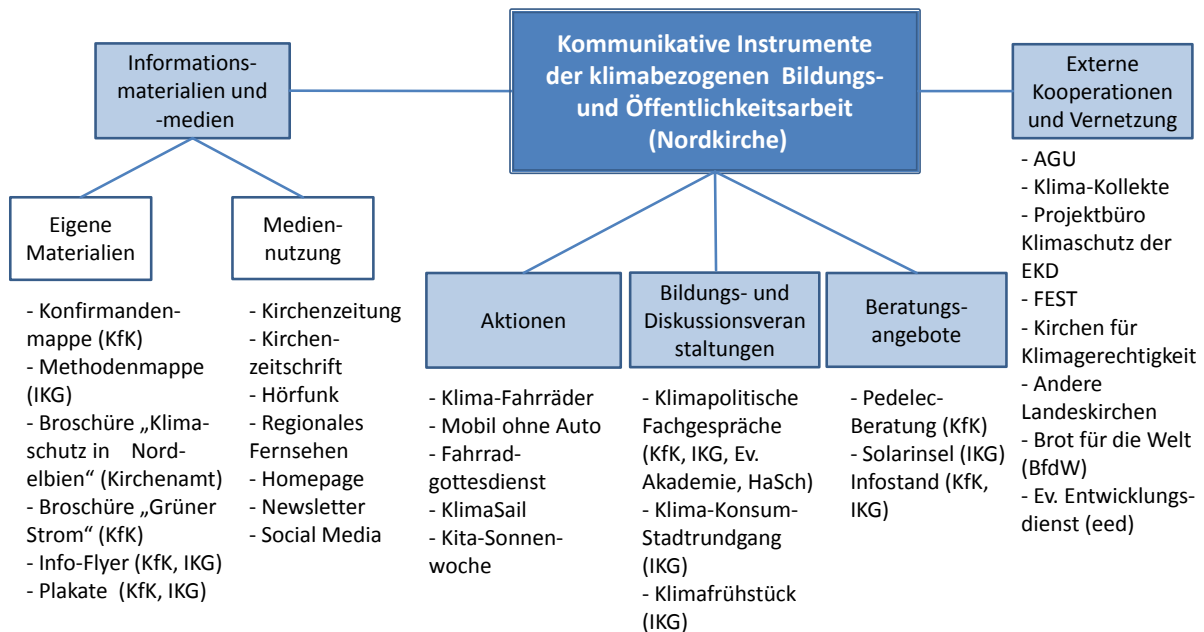 Kommunikative Instrumente
der klimabezogenen Bildungs-
und Öffentlichkeitsarbeit
(Nordkirche)
Informations-
materialien und
-medien
Eigene
Materialien
- Konfirmanden-
mappe (KfK)
- Methodenmappe
(IKG)
- Broschüre „Klima-
schutz in Nord-
elbien“ (Kirchenamt)
- Broschüre „Grüner
Strom“ (KfK)
- Info-Flyer (KfK, IKG)
- Plakate (KfK, IKG)
Medien-
nutzung
- Kirchenzeitung
- Kirchen-
zeitschrift
- Hörfunk
- Regionales
Fernsehen
- Homepage
- Newsletter
- Social Media
Aktionen
- Klima-Fahrräder
- Mobil ohne Auto
- Fahrrad-
gottesdienst
- KlimaSail
- Kita-Sonnen-
woche
Bildungs- und
Diskussionsveran
staltungen
- Klimapolitische
Fachgespräche
(KfK, IKG, Ev.
Akademie, HaSch)
- Klima-Konsum-
Stadtrundgang
(IKG)
- Klimafrühstück
(IKG)
Beratungs-
angebote
- Pedelec-
Beratung (KfK)
- Solarinsel (IKG)
Infostand (KfK,
IKG)
Externe
Kooperationen
und Vernetzung
- AGU
- Klima-Kollekte
- Projektbüro
Klimaschutz der
EKD
- FEST
- Kirchen für
Klimagerechtigkeit
- Andere
Landeskirchen
- Brot für die Welt
(BfdW)
- Ev. Entwicklungs-
dienst (eed)